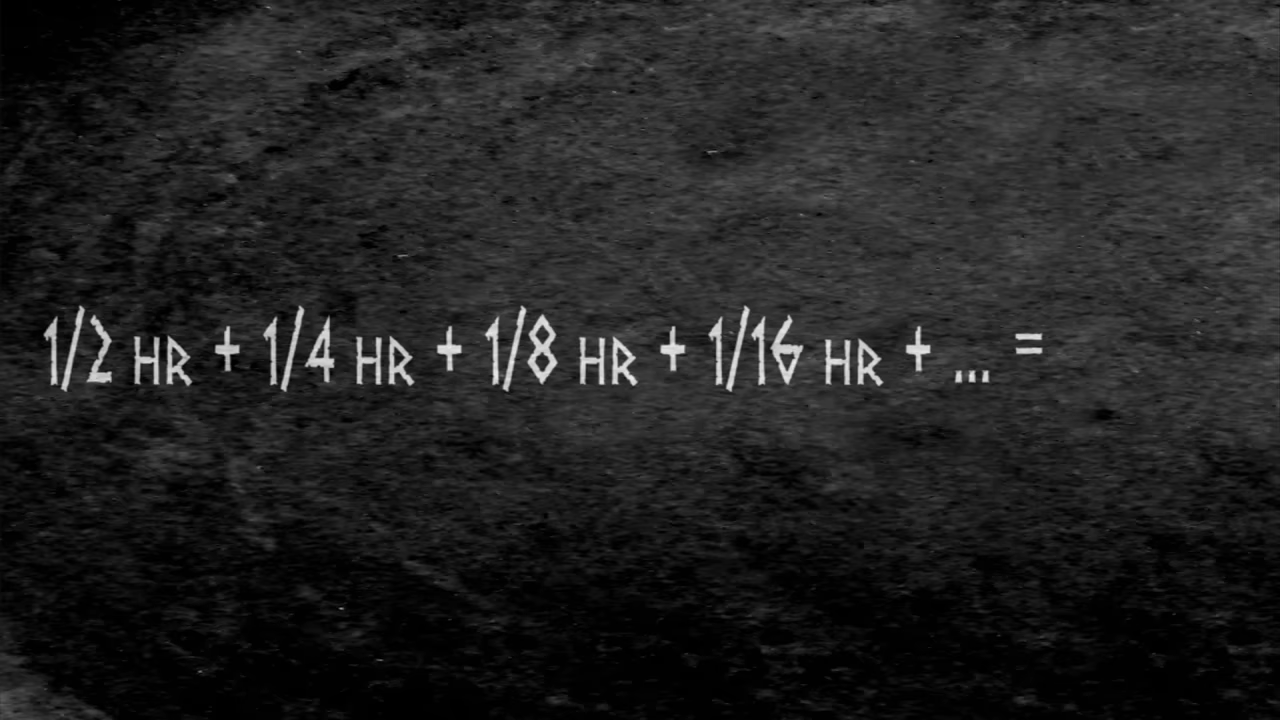 1/2 HR + 1/4 HR + 1/8 HR + 1/16 HR + ... =